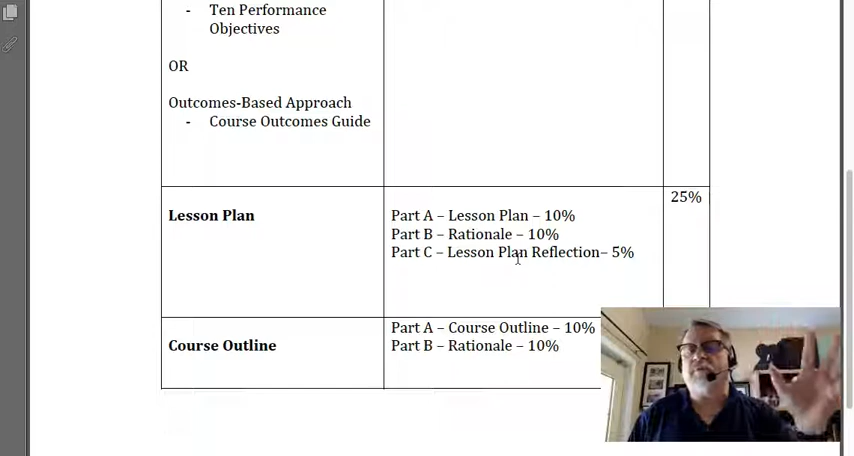 - Ten Performance
Objectives
OR
Outcomes-Based Approach
- Course Outcomes Guide
25%
Lesson Plan
Part A – Lesson Plan – 10%
Part B – Rationale – 10%
Part C – Lesson Plan Reflection– 5%
Part A – Course Outline – 10%
Course Outline
Part B – Rationale – 10%